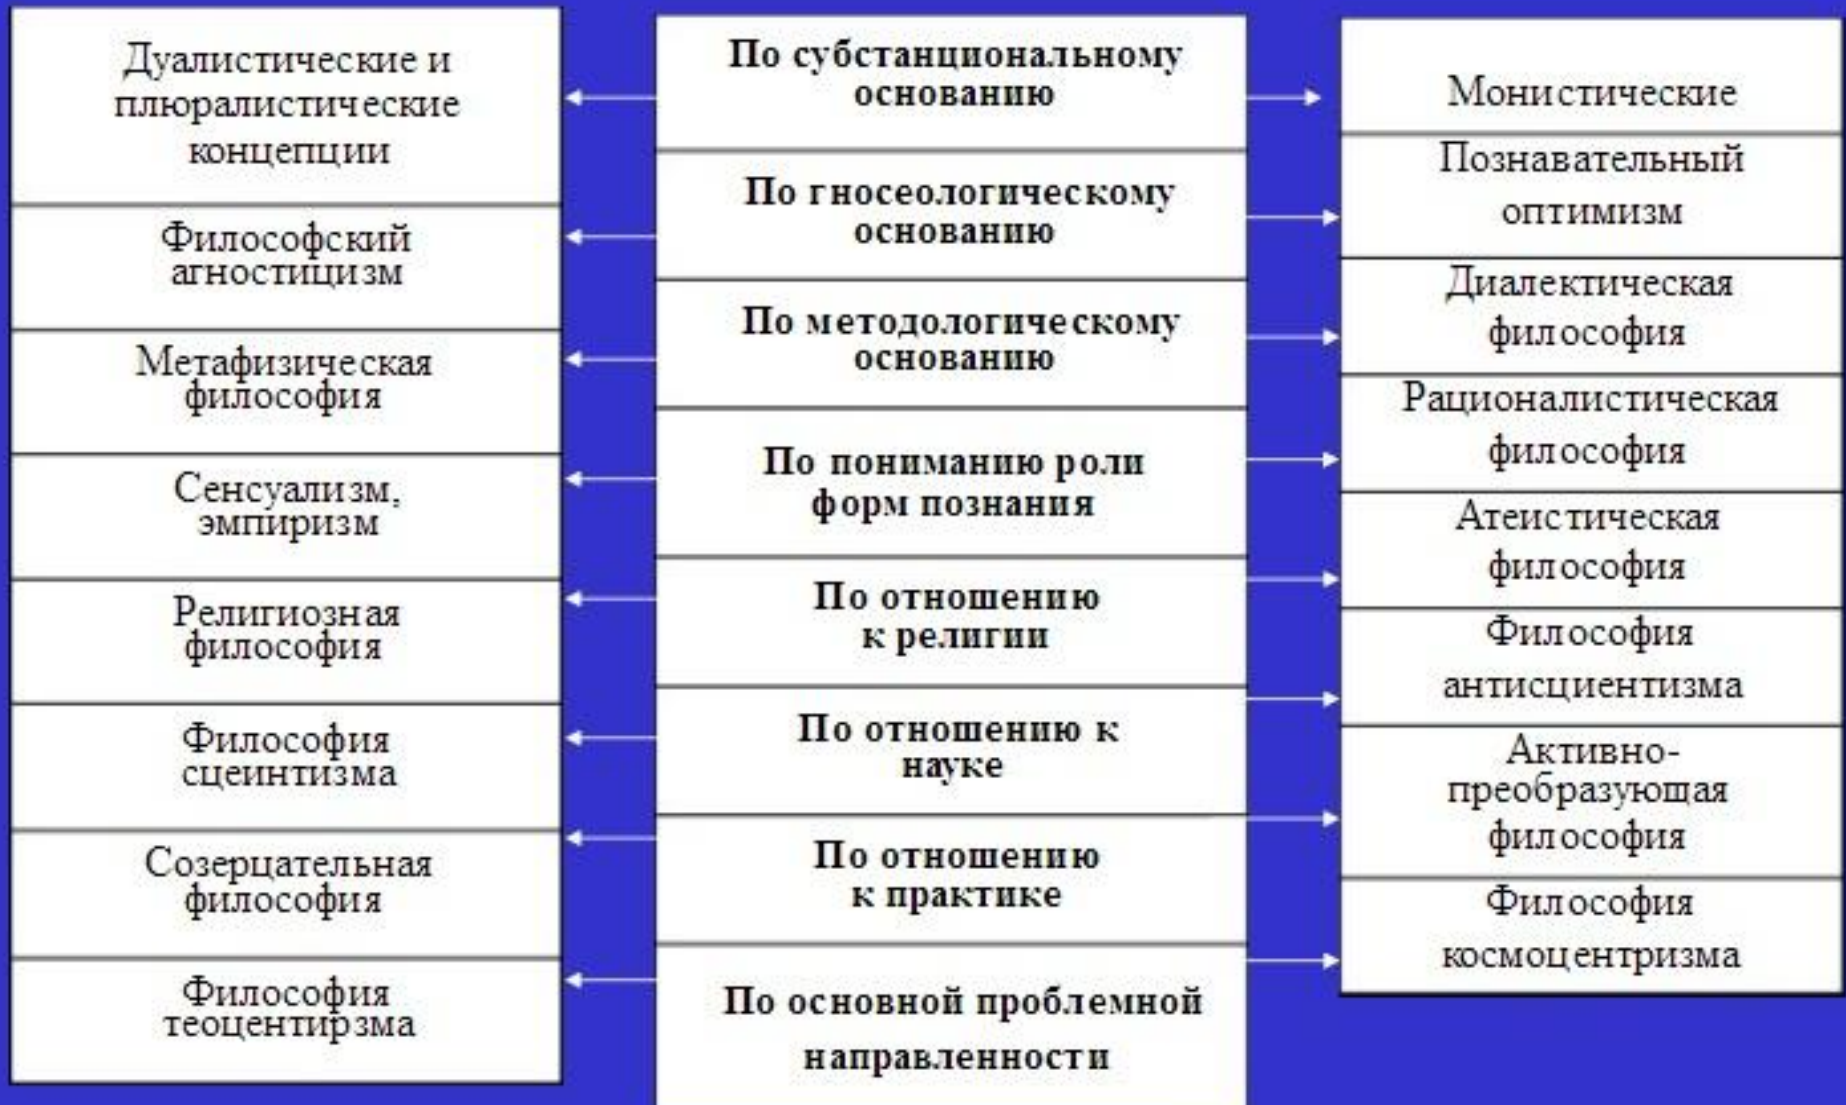 Дуалистические и
плюралистические
концепции
Философский
агностицизм
Метафизическая
философия
Сенсуализм,
эмпиризм
Религиозная
философия
Философия
сцеинтизма
Созерцательная
философия
Философия
теоцентирзма
По субстанциональному
основанию
По гносеологическому
основанию
По методологическому
основанию
По пониманию роли
форм познания
По отношению
к религии
По отношению к
науке
По отношению
к практике
По основной проблемной
направленности
Монистические
Познавательный
оптимизм
Диалектическая
философия
Рационалистическая
философия
Атеистическая
философия
Философия
антисциентизма
Активно-
преобразующая
философия
Философия
космоцентризма